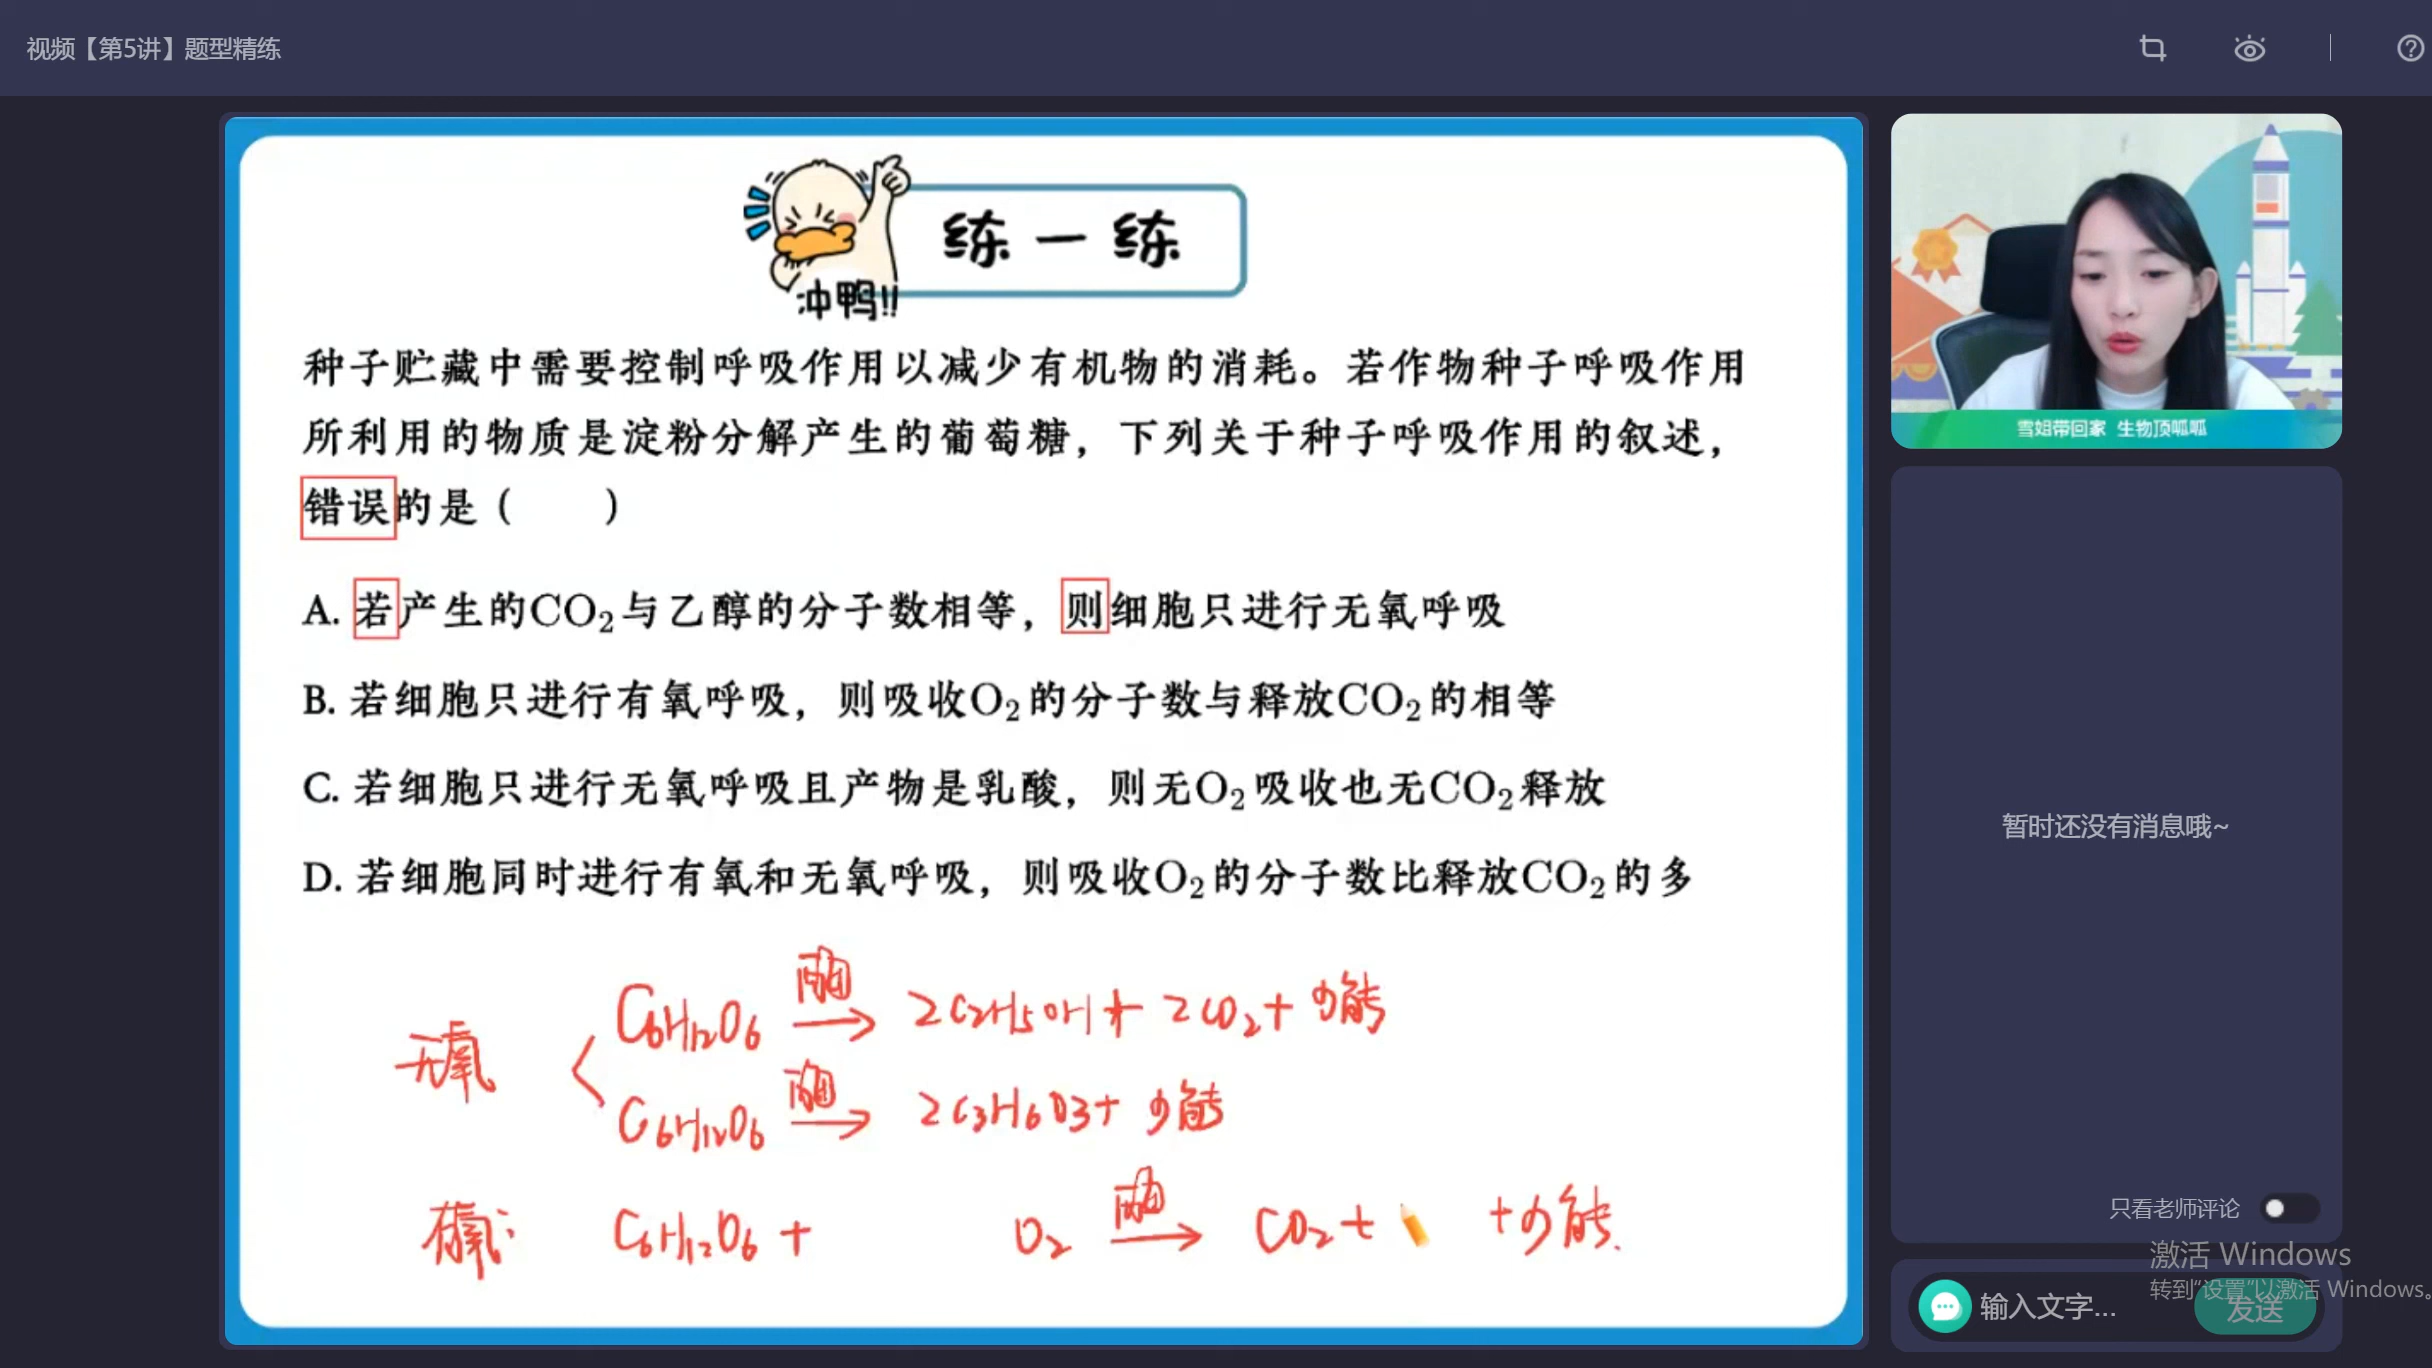 视频【第5讲】题型精练
练一练
冲鸭!!
种子贮藏中需要控制呼吸作用以减少有机物的消耗。若作物种子呼吸作用
所利用的物质是淀粉分解产生的葡萄糖，下列关于种子呼吸作用的叙述，
错误的是（　　）
A. 若产生的CO₂与乙醇的分子数相等，则细胞只进行无氧呼吸
B. 若细胞只进行有氧呼吸，则吸收O₂的分子数与释放CO₂的相等
C. 若细胞只进行无氧呼吸且产物是乳酸，则无O₂吸收也无CO₂释放
D. 若细胞同时进行有氧和无氧呼吸，则吸收O₂的分子数比释放CO₂的多
无氧
C₆H₁₂O₆ 酶→ 2C₂H₅OH + 2CO₂ + 少能
C₆H₁₂O₆ 酶→ 2C₃H₆O₃ + 少能
有氧: C₆H₁₂O₆ + O₂ 酶→ CO₂ + + 少能.
雪姐带回家 生物顶呱呱
暂时还没有消息哦~
只看老师评论
激活 Windows
转到“设置”以激活 Windows。
输入文字...
发送